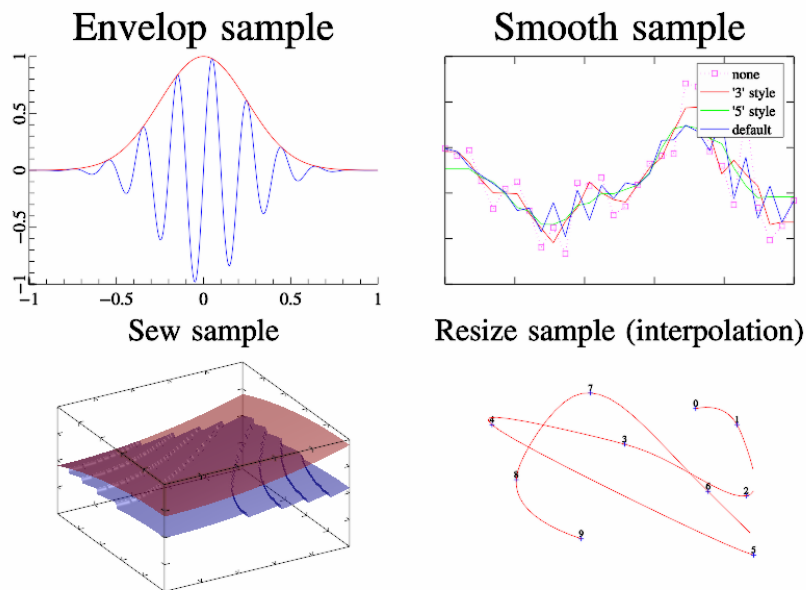 Envelop sample
1
0.5
0
−0.5
−1
−1
−0.5
0
0.5
1
Smooth sample
none
'3' style
'5' style
default
Sew sample
Resize sample (interpolation)
7
0
4
1
3
8
6
2
9
5